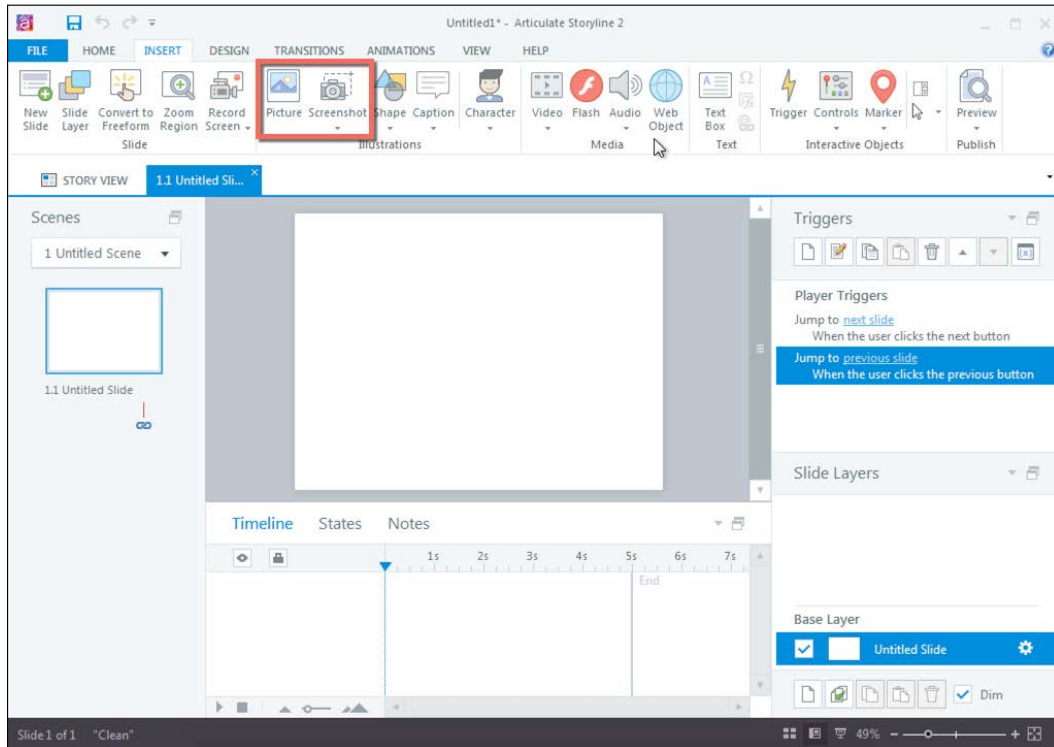 Untitled1* - Articulate Storyline 2
FILE HOME INSERT DESIGN TRANSITIONS ANIMATIONS VIEW HELP
New Slide Convert to Zoom Record Picture Screenshot Shape Caption Character Video Flash Audio Web Text Trigger Controls Marker Preview
Slide Layer Freeform Region Screen Object Box
Slide Illustrations Media Text Interactive Objects Publish
STORY VIEW 1.1 Untitled Sli...
Scenes
1 Untitled Scene
1.1 Untitled Slide
Triggers
Player Triggers
Jump to next slide
When the user clicks the next button
Jump to previous slide
When the user clicks the previous button
Slide Layers
Timeline States Notes
1s 2s 3s 4s 5s 6s 7s
End
Base Layer
Untitled Slide
Dim
Slide 1 of 1 "Clean" 49%